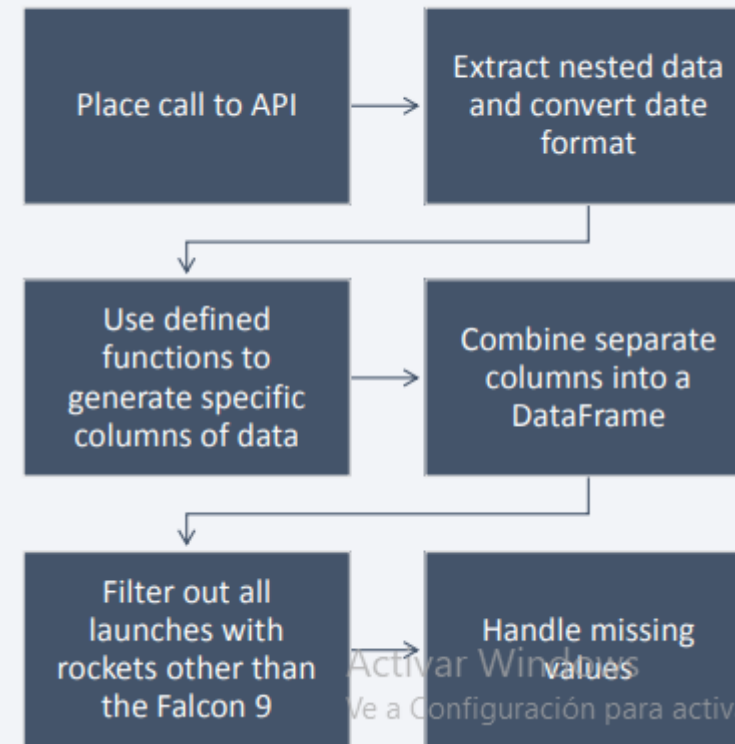 Place call to API
Extract nested data
and convert date
format
Use defined
functions to
generate specific
columns of data
Combine separate
columns into a
DataFrame
Filter out all
launches with
rockets other than
the Falcon 9
Handle missing
values
Activar Windows
Ve a Configuración para activ